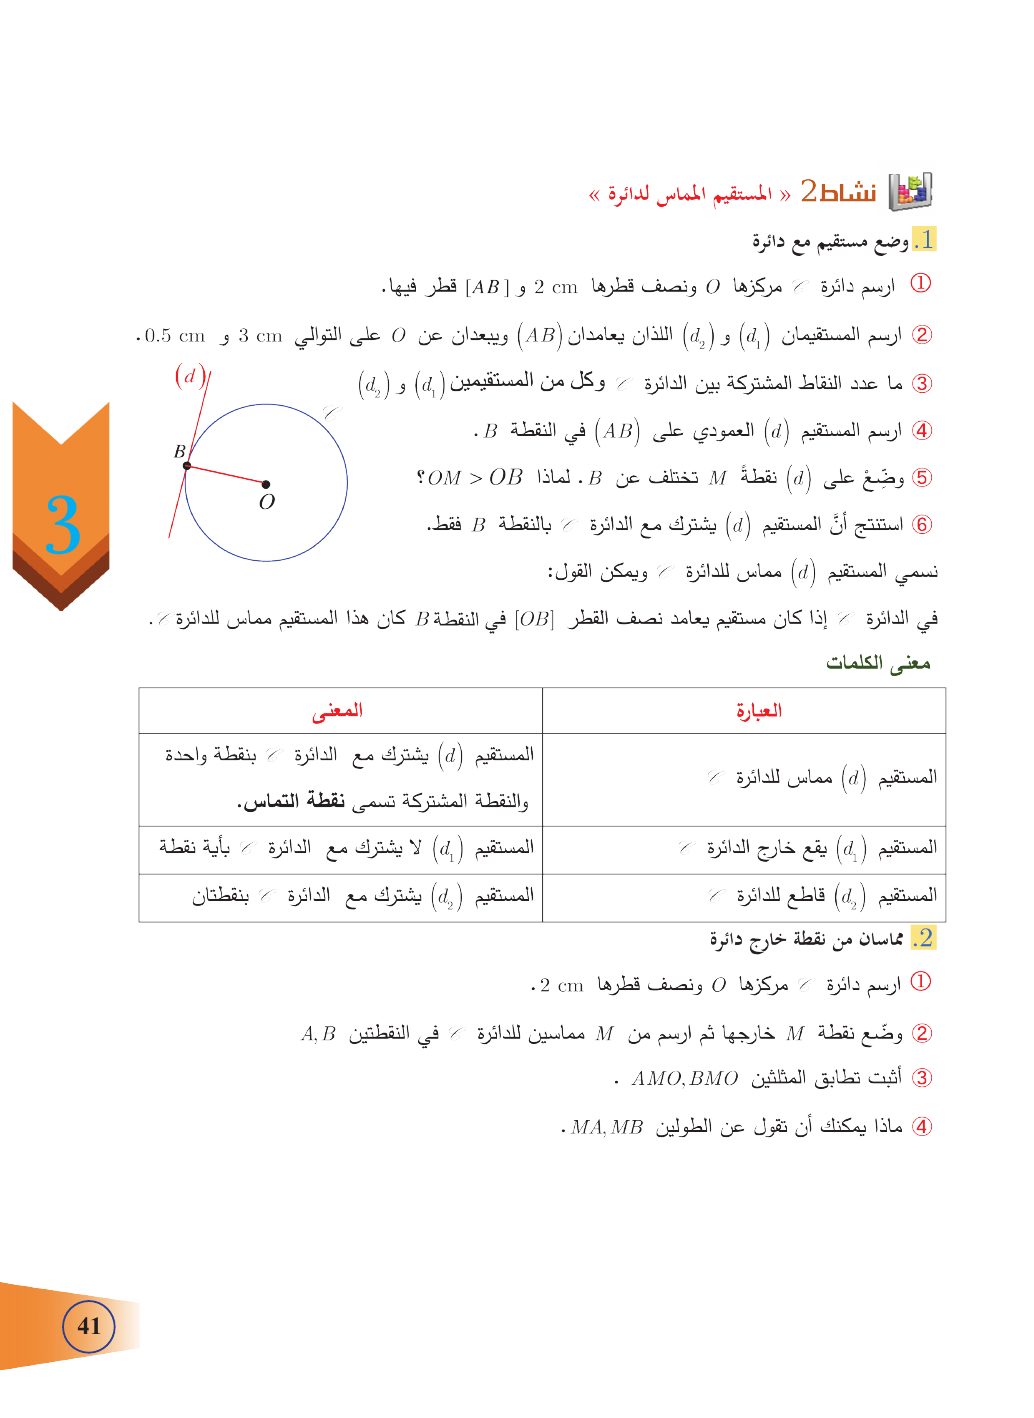 نشاط2 « المستقيم المماس لدائرة »
1. وضع مستقيم مع دائرة
① ارسم دائرة 𝒞 مركزها O ونصف قطرها 2 cm و [AB] قطر فيها.
② ارسم المستقيمان (d₁) و (d₂) اللذان يعامدان (AB) ويبعدان عن O على التوالي 3 cm و 0.5 cm.
③ ما عدد النقاط المشتركة بين الدائرة 𝒞 وكل من المستقيمين (d₁) و (d₂)
④ ارسم المستقيم (d) العمودي على (AB) في النقطة B.
⑤ وضِّعْ على (d) نقطةً M تختلف عن B. لماذا OM > OB؟
⑥ استنتج أنَّ المستقيم (d) يشترك مع الدائرة 𝒞 بالنقطة B فقط.
(d)
𝒞
B
O
نسمي المستقيم (d) مماس للدائرة 𝒞 ويمكن القول:
في الدائرة 𝒞 إذا كان مستقيم يعامد نصف القطر [OB] في النقطة B كان هذا المستقيم مماس للدائرة 𝒞.
3
معنى الكلمات
العبارة المعنى
المستقيم (d) مماس للدائرة 𝒞 المستقيم (d) يشترك مع الدائرة 𝒞 بنقطة واحدة
والنقطة المشتركة تسمى نقطة التماس.
المستقيم (d₁) يقع خارج الدائرة 𝒞 المستقيم (d₁) لا يشترك مع الدائرة 𝒞 بأية نقطة
المستقيم (d₂) قاطع للدائرة 𝒞 المستقيم (d₂) يشترك مع الدائرة 𝒞 بنقطتان
2. مماسان من نقطة خارج دائرة
① ارسم دائرة 𝒞 مركزها O ونصف قطرها 2 cm.
② وضّع نقطة M خارجها ثم ارسم من M مماسين للدائرة 𝒞 في النقطتين A, B
③ أثبت تطابق المثلثين AMO, BMO .
④ ماذا يمكنك أن تقول عن الطولين MA, MB.
41